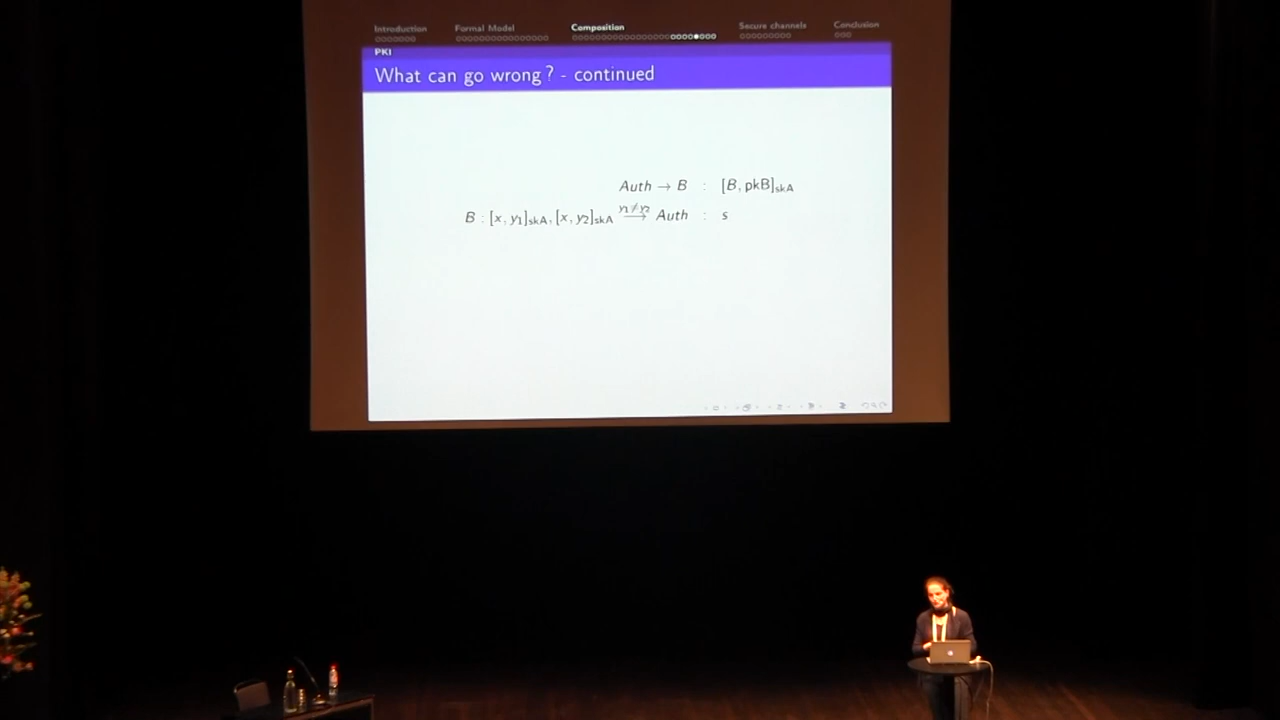 Introduction Formal Model Composition Secure channels Conclusion
PKI
What can go wrong ? - continued
Auth → B : [B, pkB]skA
B : [x, y1]skA, [x, y2]skA y1≠y2 → Auth : s